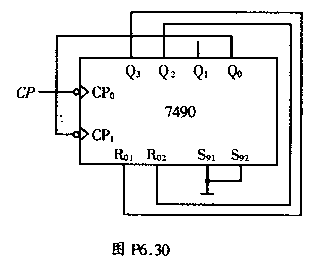 Q₃ Q₂ Q₁ Q₀
CP CP₀
7490
CP₁
R₀₁ R₀₂ S₉₁ S₉₂
图 P6.30